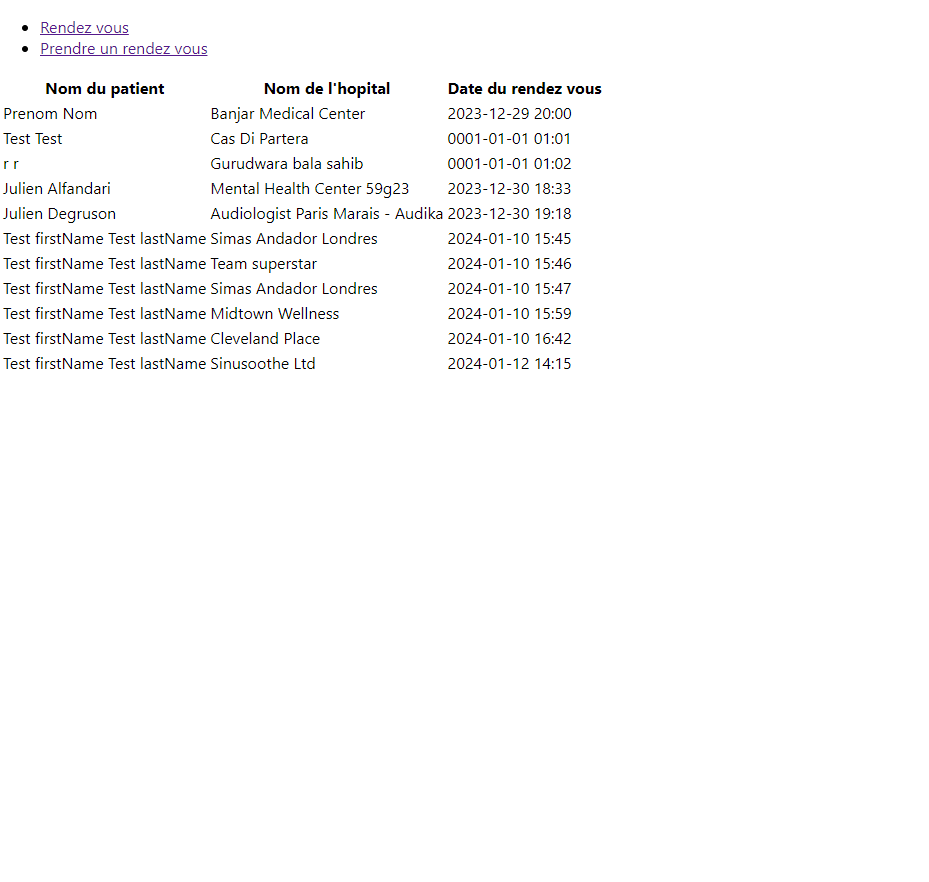 Rendez vous
Prendre un rendez vous
Nom du patient Nom de l'hopital Date du rendez vous
Prenom Nom Banjar Medical Center 2023-12-29 20:00
Test Test Cas Di Partera 0001-01-01 01:01
r r Gurudwara bala sahib 0001-01-01 01:02
Julien Alfandari Mental Health Center 59g23 2023-12-30 18:33
Julien Degruson Audiologist Paris Marais - Audika 2023-12-30 19:18
Test firstName Test lastName Simas Andador Londres 2024-01-10 15:45
Test firstName Test lastName Team superstar 2024-01-10 15:46
Test firstName Test lastName Simas Andador Londres 2024-01-10 15:47
Test firstName Test lastName Midtown Wellness 2024-01-10 15:59
Test firstName Test lastName Cleveland Place 2024-01-10 16:42
Test firstName Test lastName Sinusoothe Ltd 2024-01-12 14:15